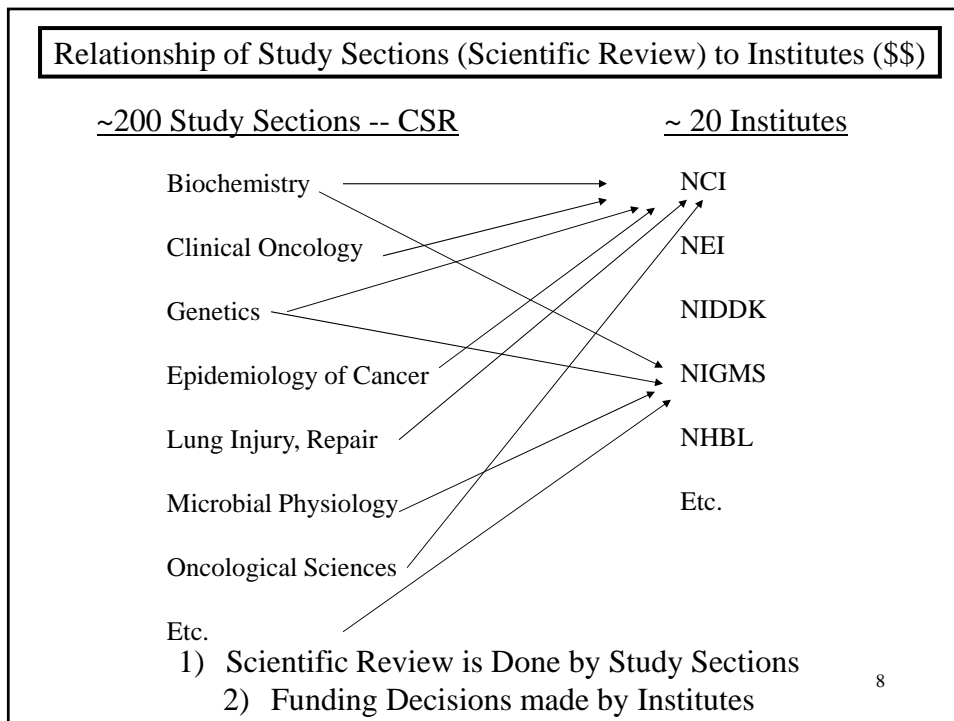 Relationship of Study Sections (Scientific Review) to Institutes ($$)
~200 Study Sections -- CSR
~ 20 Institutes
Biochemistry
NCI
Clinical Oncology
NEI
Genetics
NIDDK
Epidemiology of Cancer
NIGMS
Lung Injury, Repair
NHBL
Microbial Physiology
Etc.
Oncological Sciences
Etc.
1) Scientific Review is Done by Study Sections
2) Funding Decisions made by Institutes
8